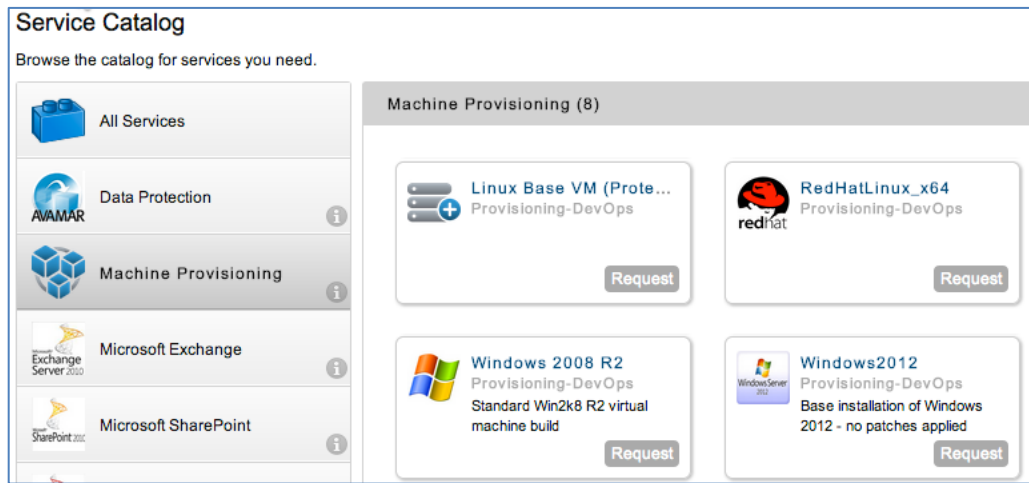 Service Catalog
Browse the catalog for services you need.
All Services
AVAMAR
Data Protection
Machine Provisioning
Exchange
Server 2010
Microsoft Exchange
SharePoint 2010
Microsoft SharePoint
Machine Provisioning (8)
Linux Base VM (Prote...
Provisioning-DevOps
Request
redhat
RedHatLinux_x64
Provisioning-DevOps
Request
Windows 2008 R2
Provisioning-DevOps
Standard Win2k8 R2 virtual
machine build
Request
Windows Server
2012
Windows2012
Provisioning-DevOps
Base installation of Windows
2012 - no patches applied
Request